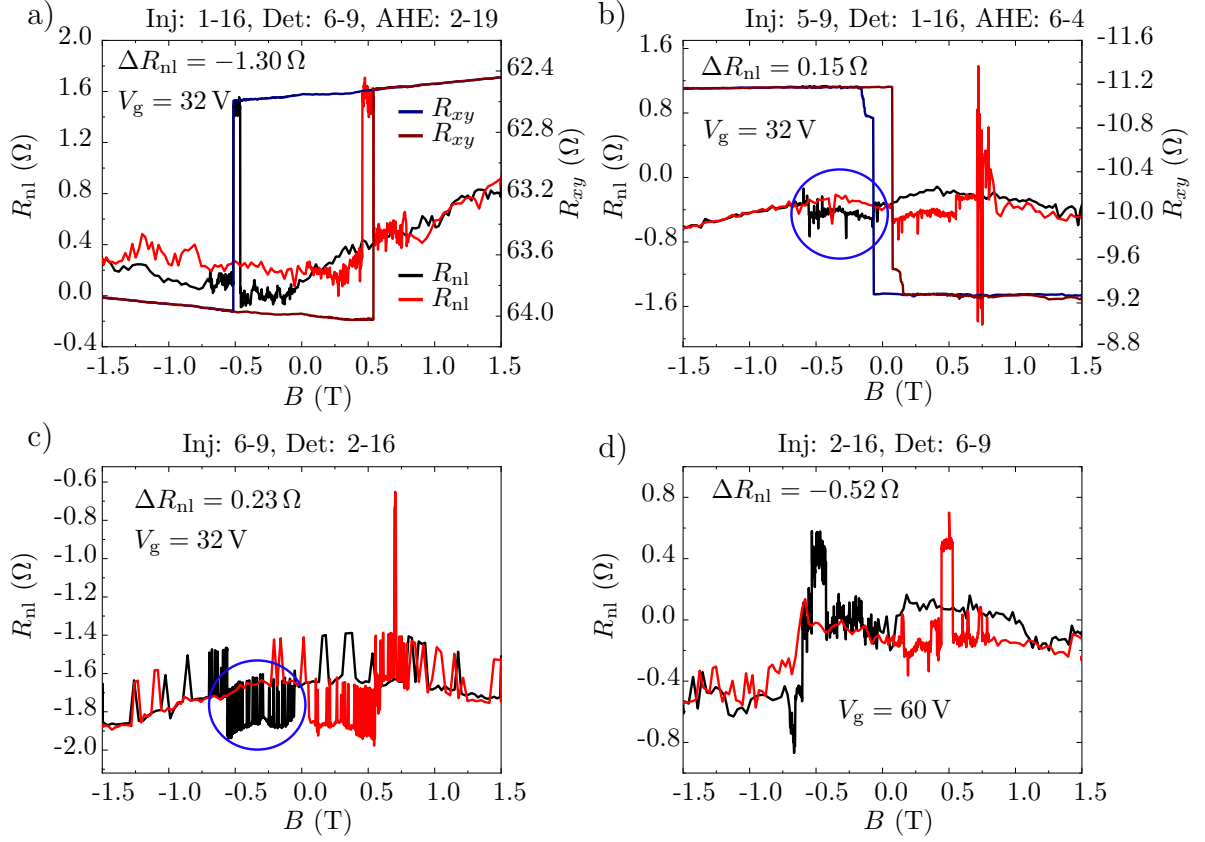 a) Inj: 1-16, Det: 6-9, AHE: 2-19
ΔR_nl = −1.30 Ω
V_g = 32 V
R_xy
R_xy
R_nl
R_nl
R_nl (Ω)
2.0
1.6
1.2
0.8
0.4
0.0
-0.4
62.4
62.8
63.2
63.6
64.0
R_xy (Ω)
-1.5 -1.0 -0.5 0.0 0.5 1.0 1.5
B (T)
b) Inj: 5-9, Det: 1-16, AHE: 6-4
ΔR_nl = 0.15 Ω
V_g = 32 V
R_nl (Ω)
1.6
0.8
0.0
-0.8
-1.6
-11.6
-11.2
-10.8
-10.4
-10.0
-9.6
-9.2
-8.8
R_xy (Ω)
-1.5 -1.0 -0.5 0.0 0.5 1.0 1.5
B (T)
c) Inj: 6-9, Det: 2-16
ΔR_nl = 0.23 Ω
V_g = 32 V
R_nl (Ω)
-0.6
-0.8
-1.0
-1.2
-1.4
-1.6
-1.8
-2.0
-1.5 -1.0 -0.5 0.0 0.5 1.0 1.5
B (T)
d) Inj: 2-16, Det: 6-9
ΔR_nl = −0.52 Ω
V_g = 60 V
R_nl (Ω)
0.8
0.4
0.0
-0.4
-0.8
-1.5 -1.0 -0.5 0.0 0.5 1.0 1.5
B (T)